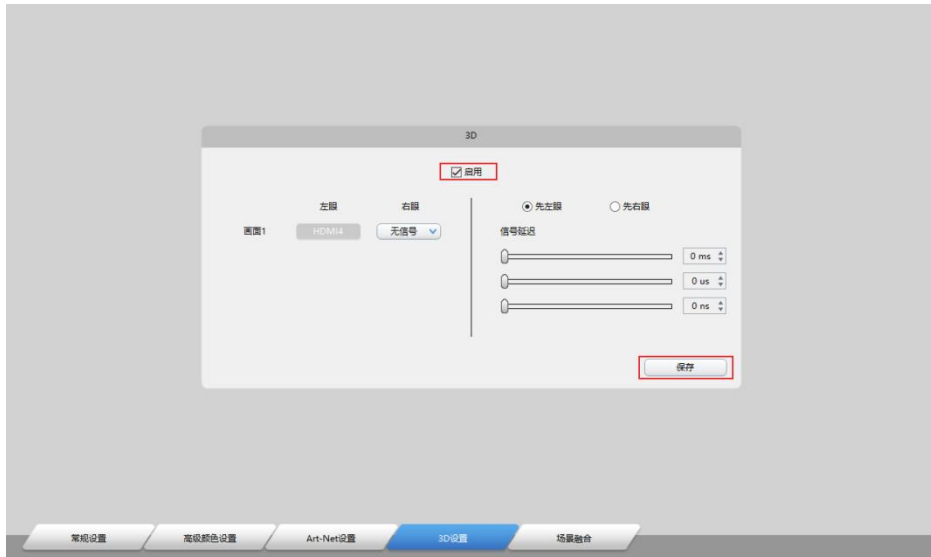 3D
启用
左眼 右眼 先左眼 先右眼
画面1 HDMI4 无信号 信号延迟
0 ms
0 us
0 ns
保存
常规设置 高级颜色设置 Art-Net设置 3D设置 场景融合